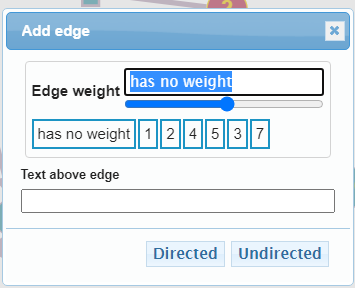 Add edge
Edge weight has no weight
has no weight 1 2 4 5 3 7
Text above edge
Directed Undirected